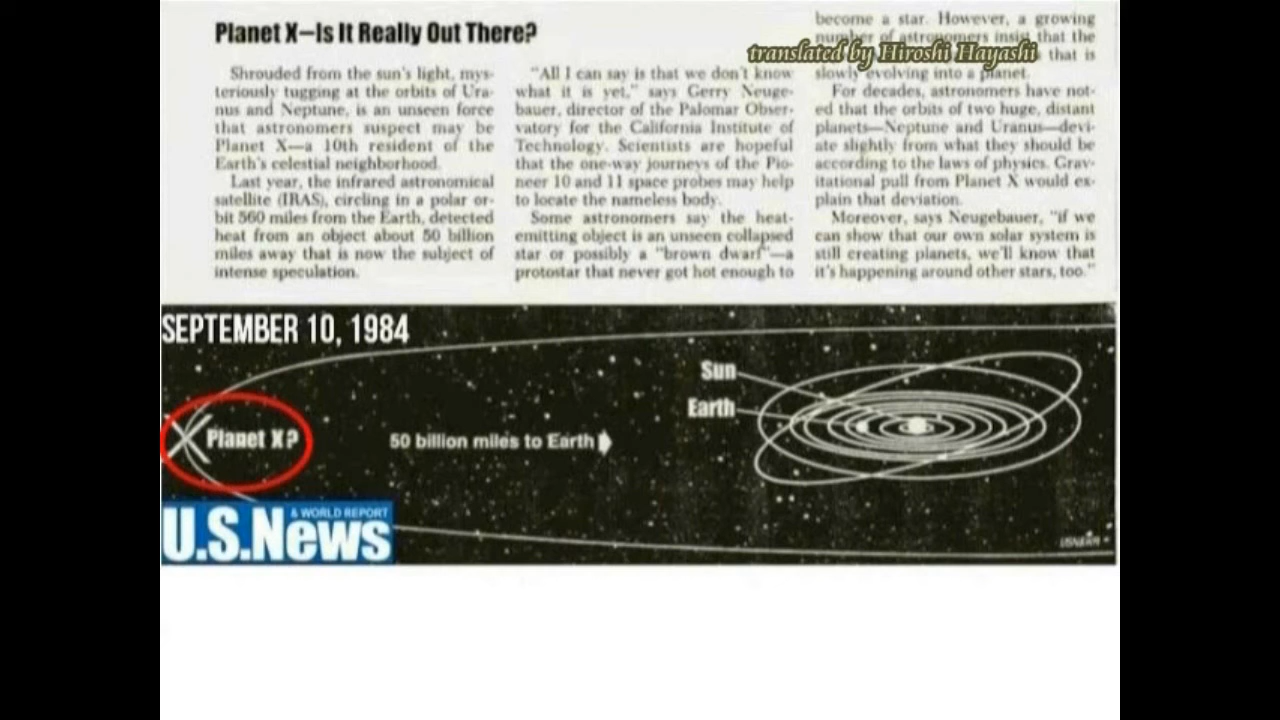 Planet X—Is It Really Out There?
Shrouded from the sun's light, mys-
teriously tugging at the orbits of Ura-
nus and Neptune, is an unseen force
that astronomers suspect may be
Planet X—a 10th resident of the
Earth's celestial neighborhood.
Last year, the infrared astronomical
satellite (IRAS), circling in a polar or-
bit 560 miles from the Earth, detected
heat from an object about 50 billion
miles away that is now the subject of
intense speculation.
"All I can say is that we don't know
what it is yet," says Gerry Neuge-
bauer, director of the Palomar Obser-
vatory for the California Institute of
Technology. Scientists are hopeful
that the one-way journeys of the Pio-
neer 10 and 11 space probes may help
to locate the nameless body.
Some astronomers say the heat-
emitting object is an unseen collapsed
star or possibly a "brown dwarf"—a
protostar that never got hot enough to
become a star. However, a growing
number of astronomers insist that the
that is
slowly evolving into a planet.
For decades, astronomers have not-
ed that the orbits of two huge, distant
planets—Neptune and Uranus—devi-
ate slightly from what they should be
according to the laws of physics. Grav-
itational pull from Planet X would ex-
plain that deviation.
Moreover, says Neugebauer, "if we
can show that our own solar system is
still creating planets, we'll know that
it's happening around other stars, too."
translated by Hiroshi Hayashi
SEPTEMBER 10, 1984
Sun
Earth
Planet X?
50 billion miles to Earth
& WORLD REPORT
U.S.News